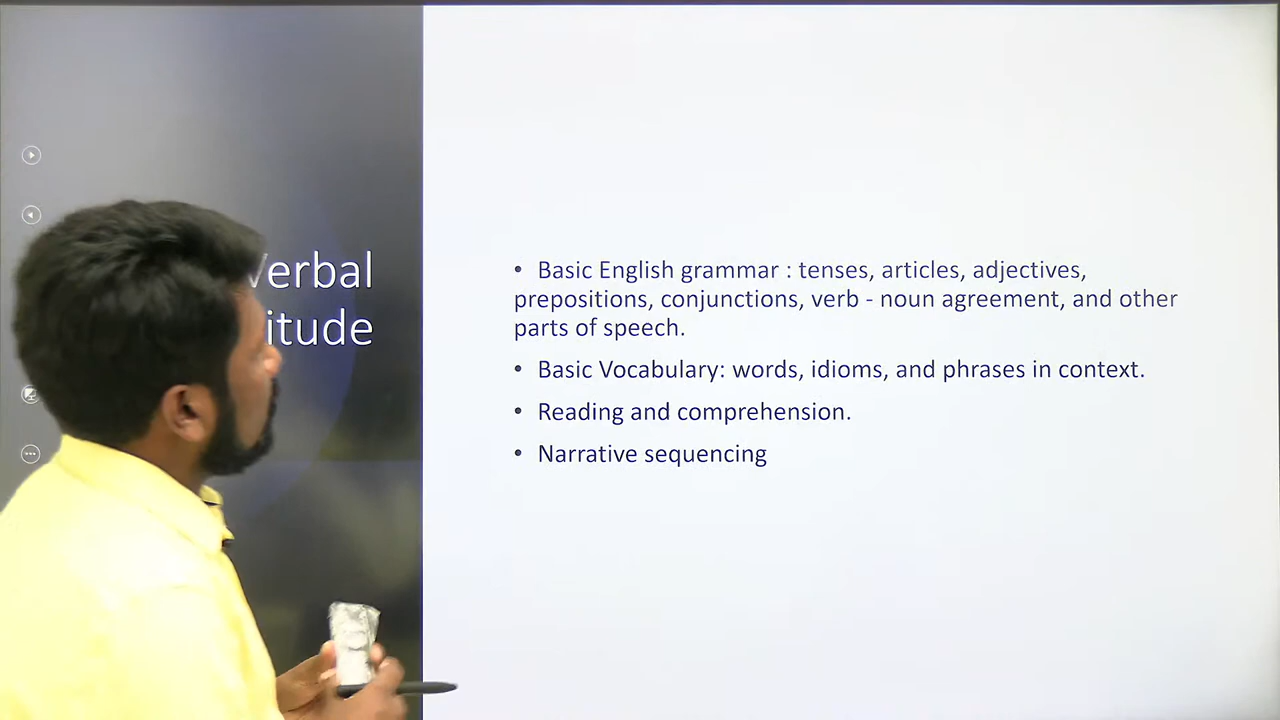 Verbal
itude
• Basic English grammar : tenses, articles, adjectives,
prepositions, conjunctions, verb - noun agreement, and other
parts of speech.
• Basic Vocabulary: words, idioms, and phrases in context.
• Reading and comprehension.
• Narrative sequencing